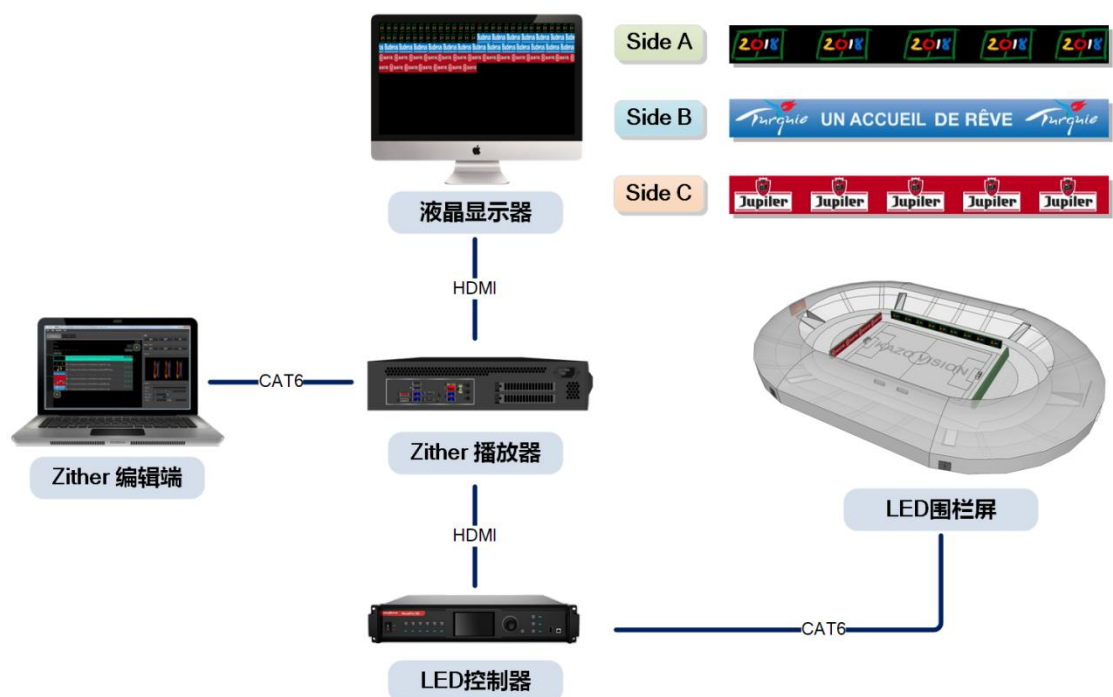 Side A
2018 2018 2018 2018 2018
Side B
Turquie UN ACCUEIL DE RÊVE Turquie
Side C
Jupiler Jupiler Jupiler Jupiler Jupiler
液晶显示器
HDMI
CAT6
Zither 编辑端
Zither 播放器
KAZO VISION
LED围栏屏
HDMI
CAT6
LED控制器